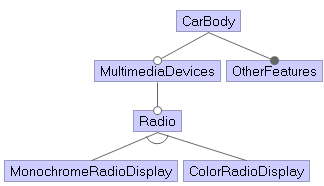 CarBody
MultimediaDevices
OtherFeatures
Radio
MonochromeRadioDisplay
ColorRadioDisplay